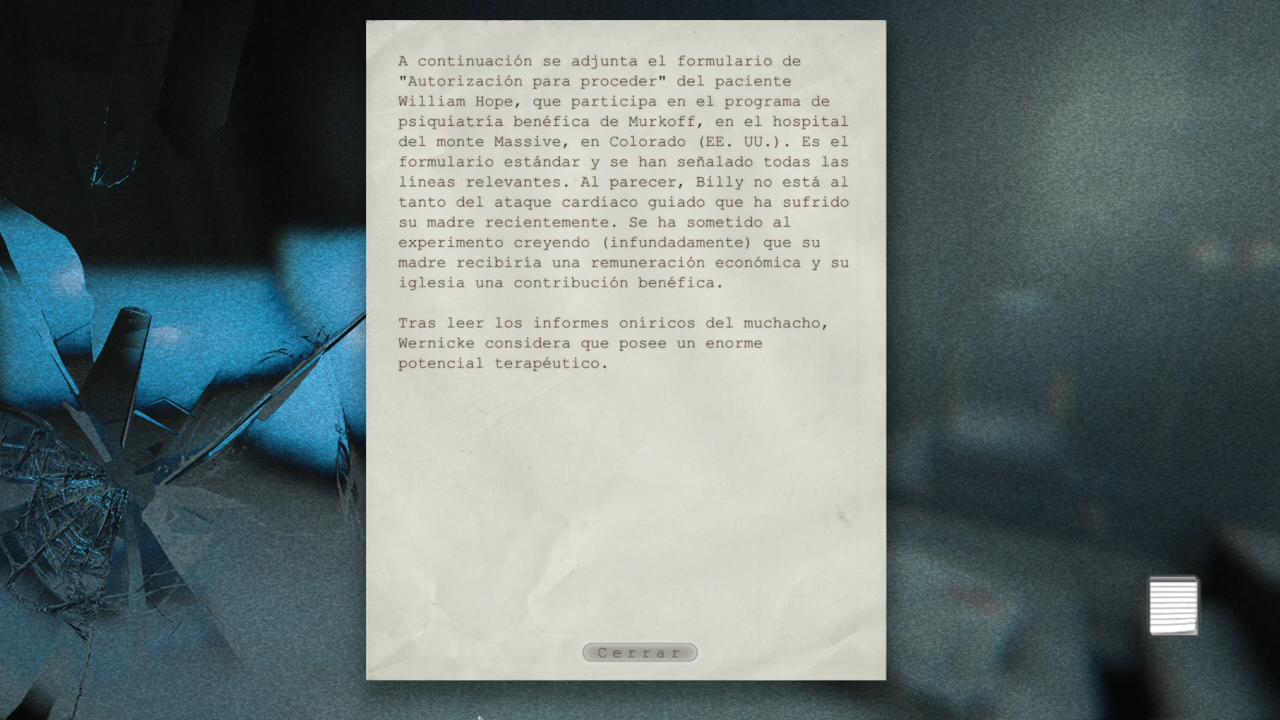 A continuación se adjunta el formulario de
"Autorización para proceder" del paciente
William Hope, que participa en el programa de
psiquiatría benéfica de Murkoff, en el hospital
del monte Massive, en Colorado (EE. UU.). Es el
formulario estándar y se han señalado todas las
líneas relevantes. Al parecer, Billy no está al
tanto del ataque cardíaco guiado que ha sufrido
su madre recientemente. Se ha sometido al
experimento creyendo (infundadamente) que su
madre recibiría una remuneración económica y su
iglesia una contribución benéfica.
Tras leer los informes oníricos del muchacho,
Wernicke considera que posee un enorme
potencial terapéutico.
Cerrar